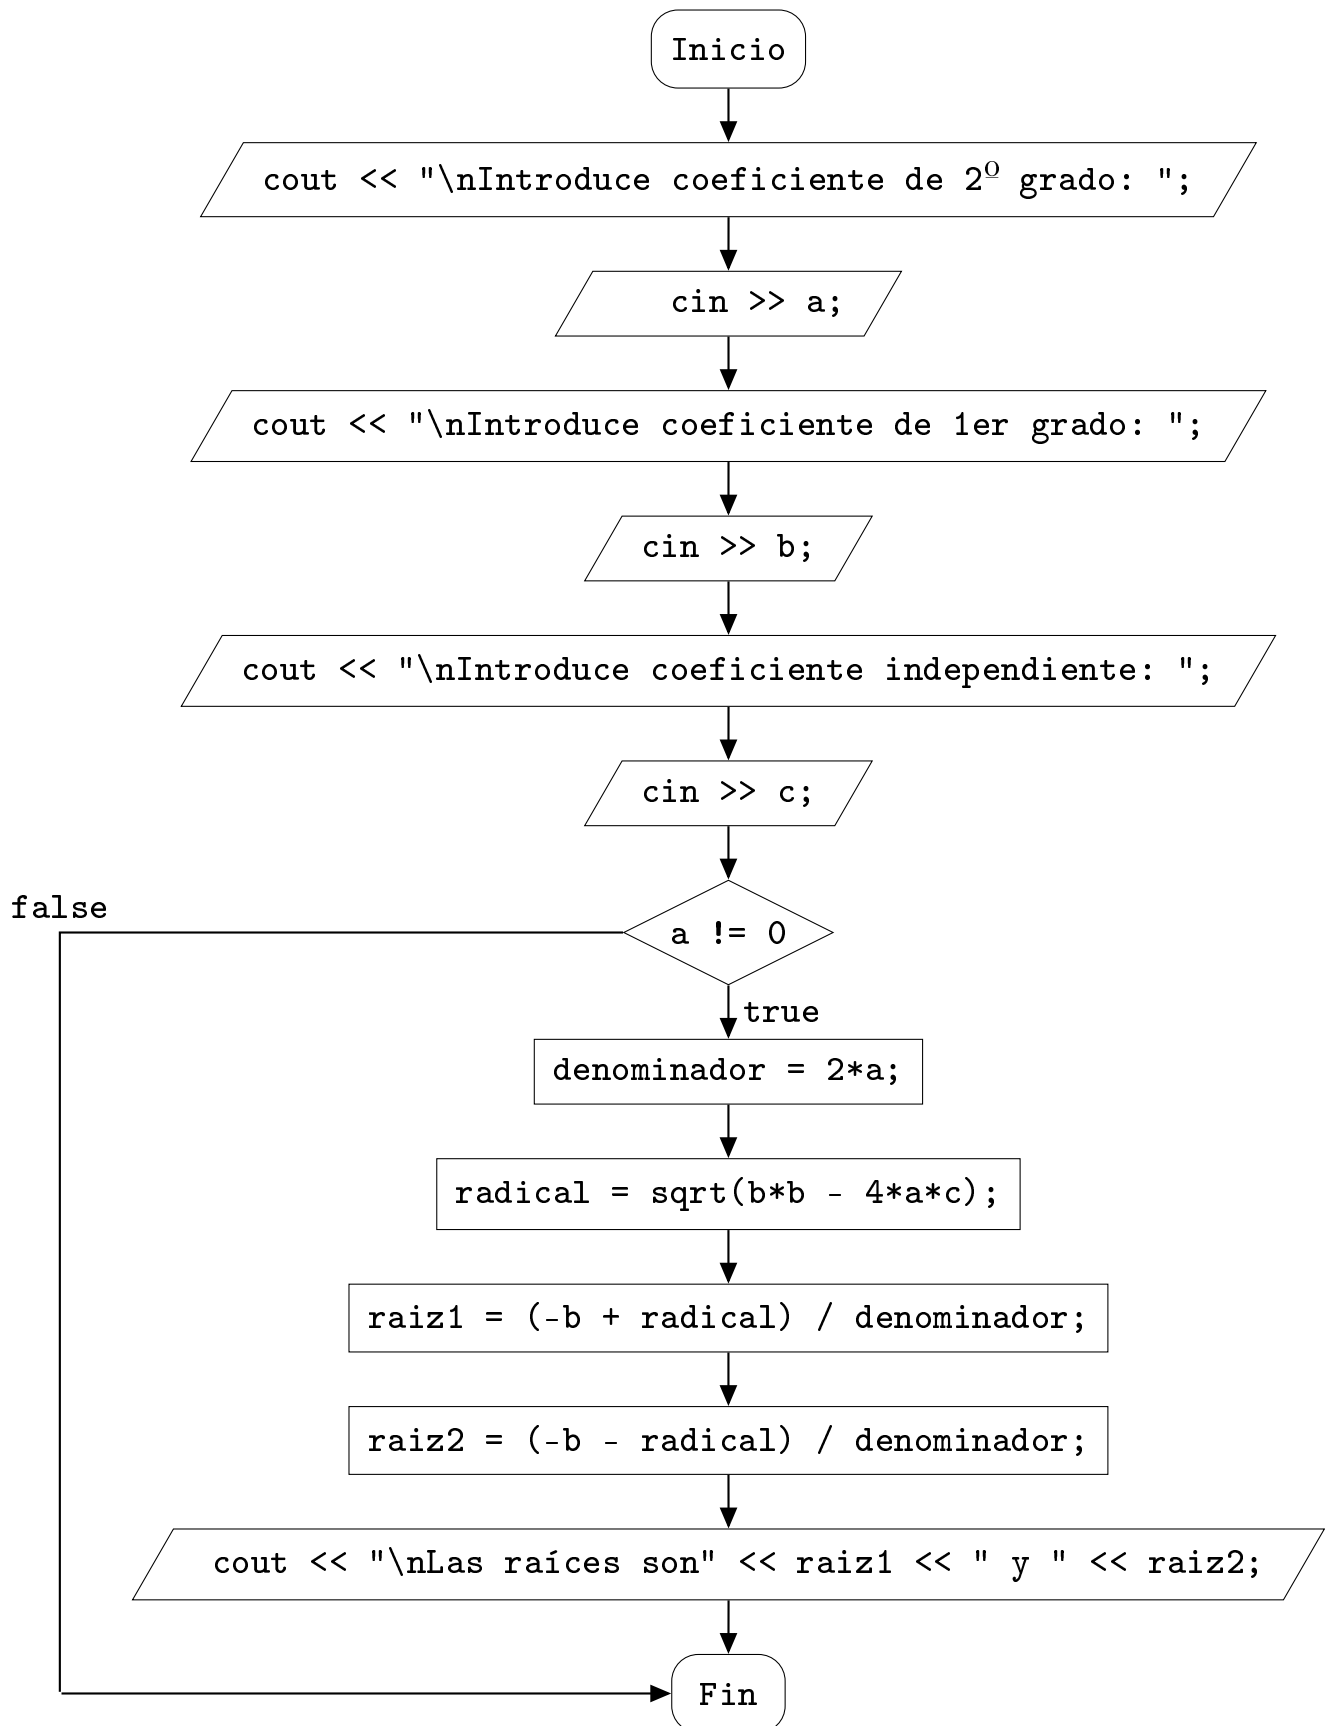 Inicio
cout << "\nIntroduce coeficiente de 2º grado: ";
cin >> a;
cout << "\nIntroduce coeficiente de 1er grado: ";
cin >> b;
cout << "\nIntroduce coeficiente independiente: ";
cin >> c;
false
a != 0
true
denominador = 2*a;
radical = sqrt(b*b - 4*a*c);
raiz1 = (-b + radical) / denominador;
raiz2 = (-b - radical) / denominador;
cout << "\nLas raíces son" << raiz1 << " y " << raiz2;
Fin